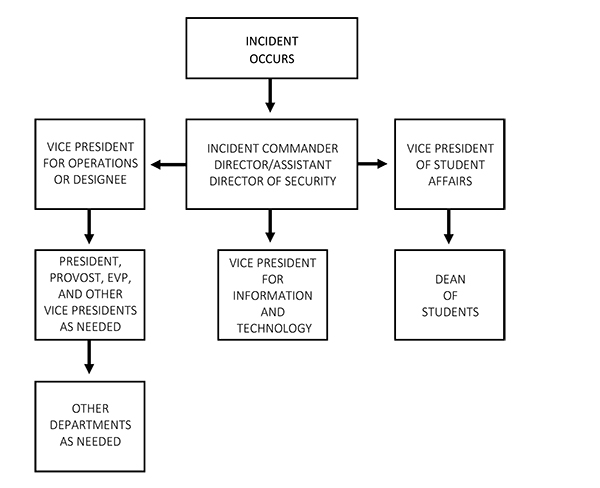 INCIDENT
OCCURS
VICE PRESIDENT
FOR OPERATIONS
OR DESIGNEE
INCIDENT COMMANDER
DIRECTOR/ASSISTANT
DIRECTOR OF SECURITY
VICE PRESIDENT
OF STUDENT
AFFAIRS
PRESIDENT,
PROVOST, EVP,
AND OTHER
VICE PRESIDENTS
AS NEEDED
VICE PRESIDENT
FOR
INFORMATION
AND
TECHNOLOGY
DEAN
OF
STUDENTS
OTHER
DEPARTMENTS
AS NEEDED